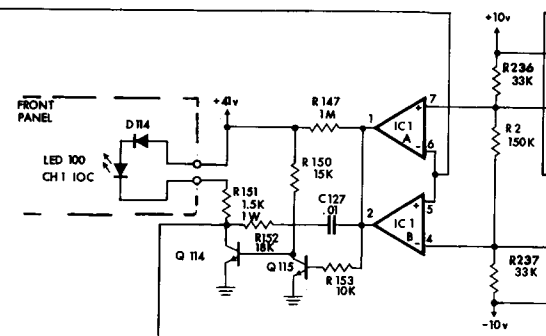 +10v
R236
33K
FRONT
PANEL
+41v
D114
R147
1M
1
7
IC1
A
+
-
6
R2
150K
LED 100
CH 1 IOC
R150
15K
R151
1.5K
1W
C127
.01
R152
18K
2
IC1
B
+
-
5
4
Q114
Q115
R153
10K
R237
33K
-10v